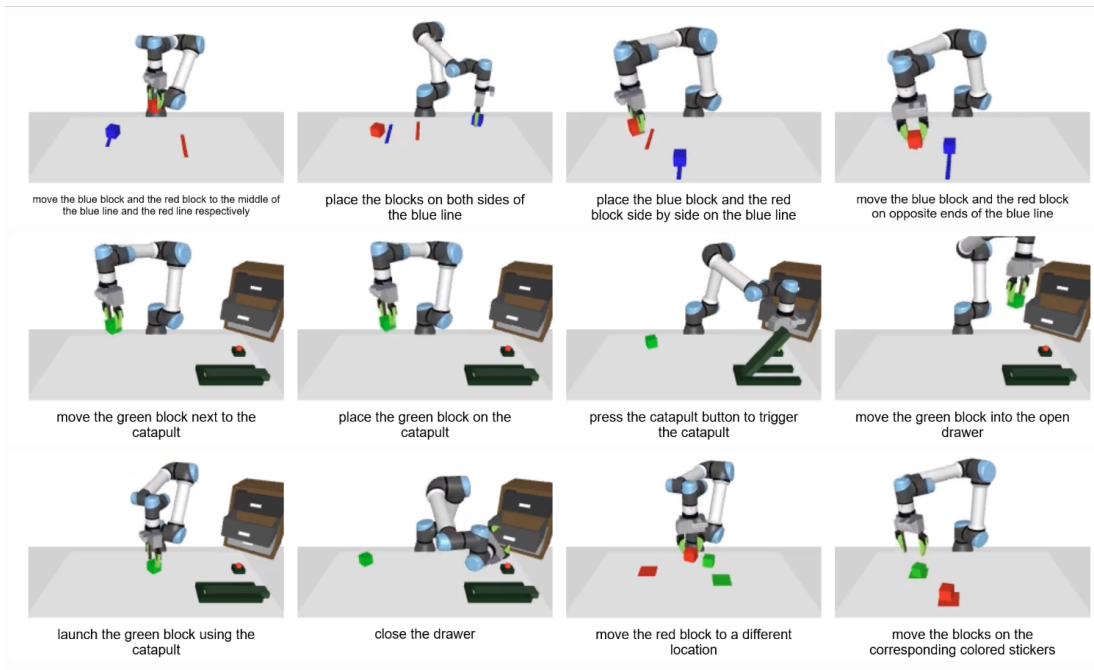 move the blue block and the red block to the middle of
the blue line and the red line respectively
place the blocks on both sides of
the blue line
place the blue block and the red
block side by side on the blue line
move the blue block and the red block
on opposite ends of the blue line
move the green block next to the
catapult
place the green block on the
catapult
press the catapult button to trigger
the catapult
move the green block into the open
drawer
launch the green block using the
catapult
close the drawer
move the red block to a different
location
move the blocks on the
corresponding colored stickers